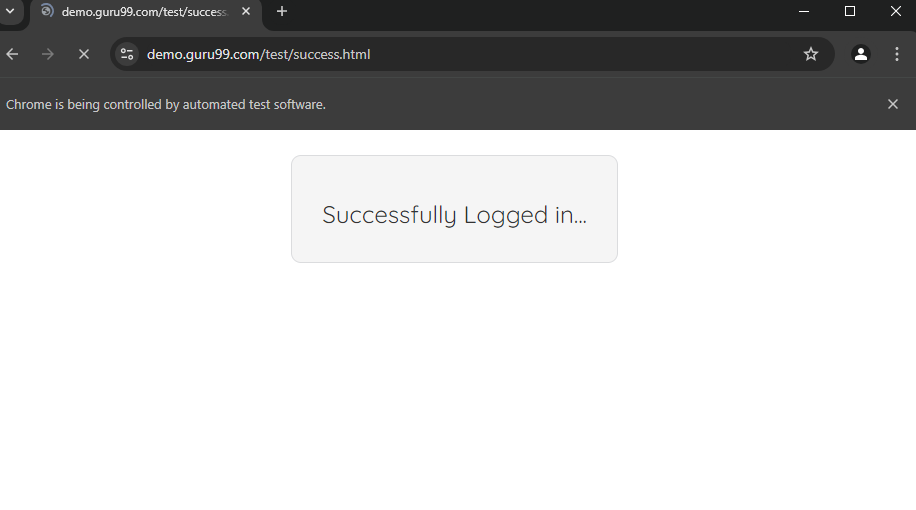 demo.guru99.com/test/success
demo.guru99.com/test/success.html
Chrome is being controlled by automated test software.
Successfully Logged in...